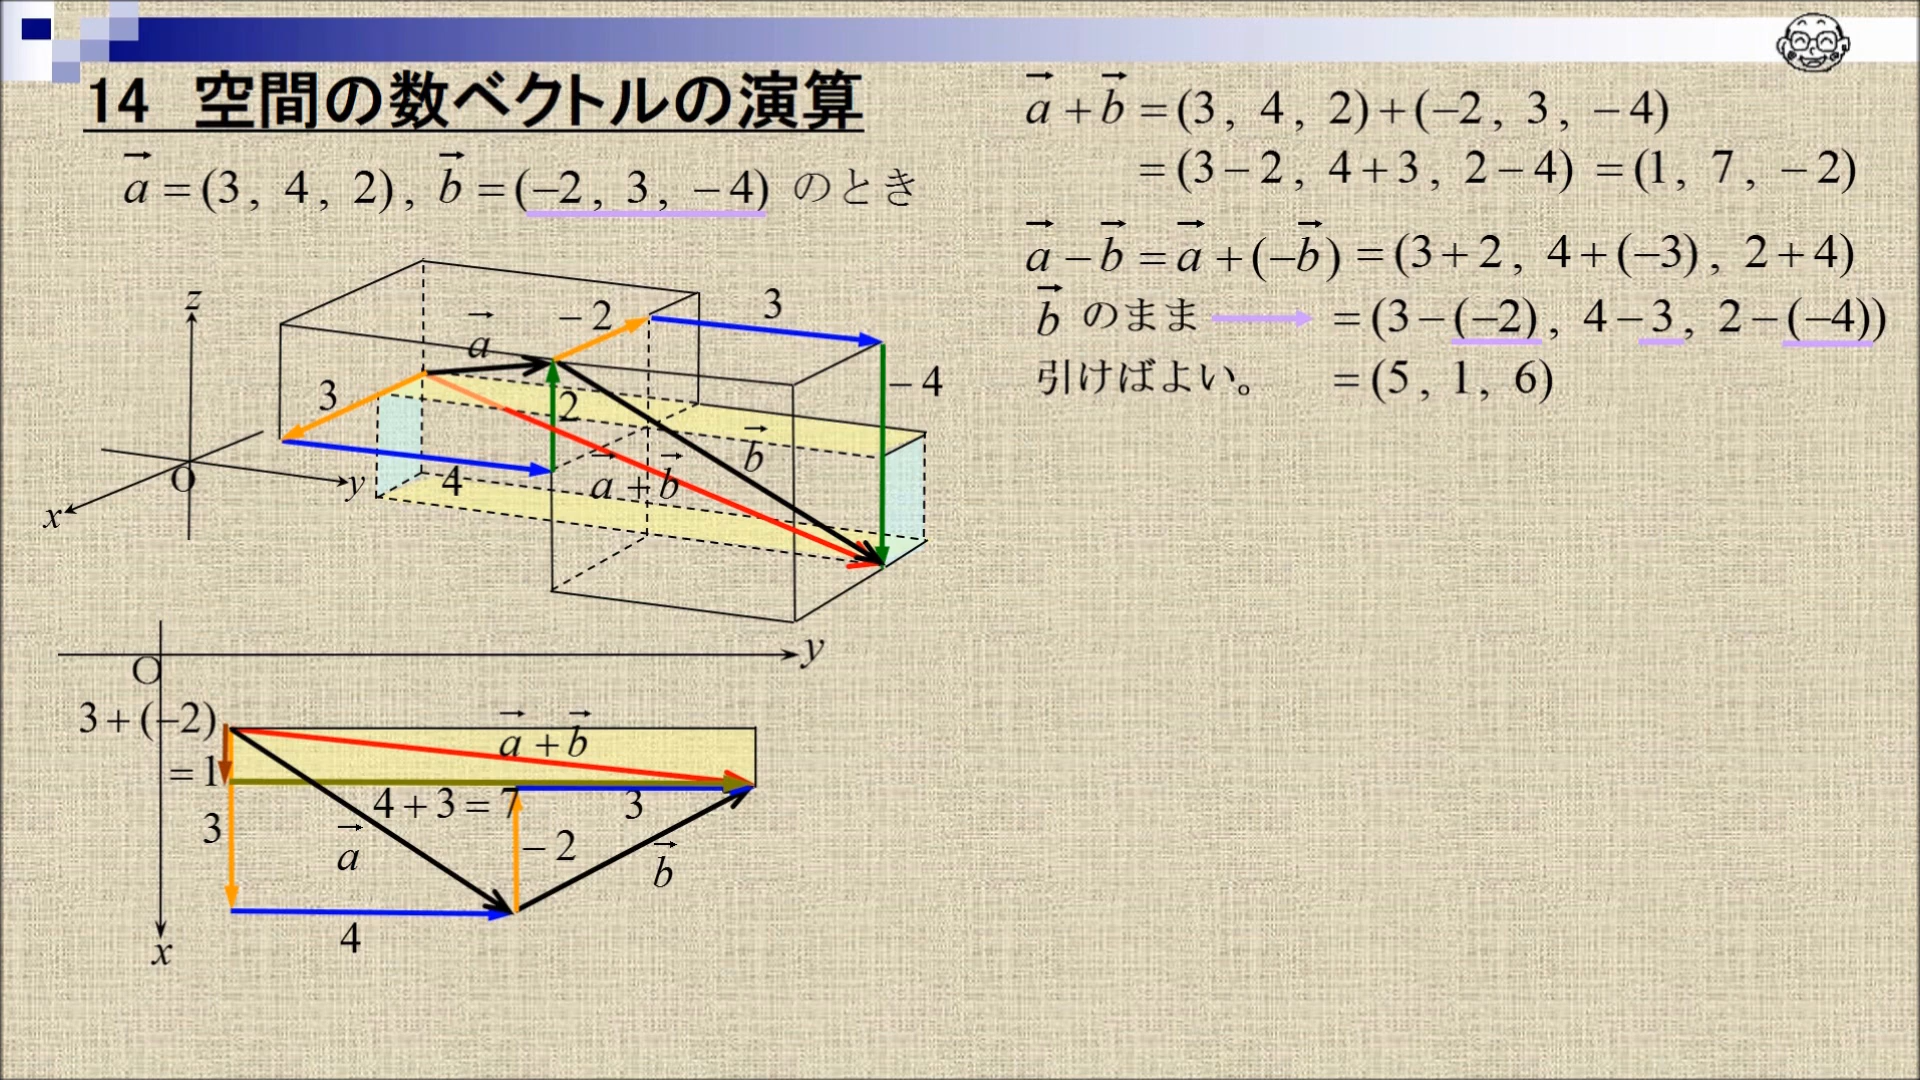 14 空間の数ベクトルの演算
a⃗ = (3, 4, 2), b⃗ = (−2, 3, −4) のとき
z
a⃗
−2
3
3
2
−4
b⃗
O
y
4
a⃗ + b⃗
x
y
O
3 + (−2)
= 1
a⃗ + b⃗
4 + 3 = 7
3
3
a⃗
−2
b⃗
4
x
a⃗ + b⃗ = (3, 4, 2) + (−2, 3, −4)
= (3 − 2, 4 + 3, 2 − 4) = (1, 7, −2)
a⃗ − b⃗ = a⃗ + (−b⃗) = (3 + 2, 4 + (−3), 2 + 4)
b⃗ のまま → = (3 − (−2), 4 − 3, 2 − (−4))
引けばよい。 = (5, 1, 6)